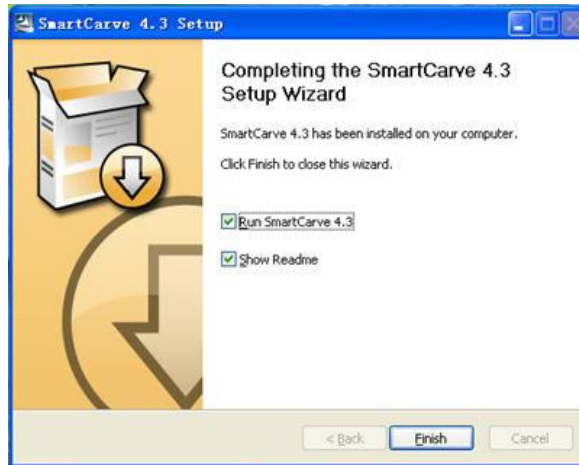 SmartCarve 4.3 Setup
Completing the SmartCarve 4.3
Setup Wizard
SmartCarve 4.3 has been installed on your computer.
Click Finish to close this wizard.
Run SmartCarve 4.3
Show Readme
< Back
Finish
Cancel